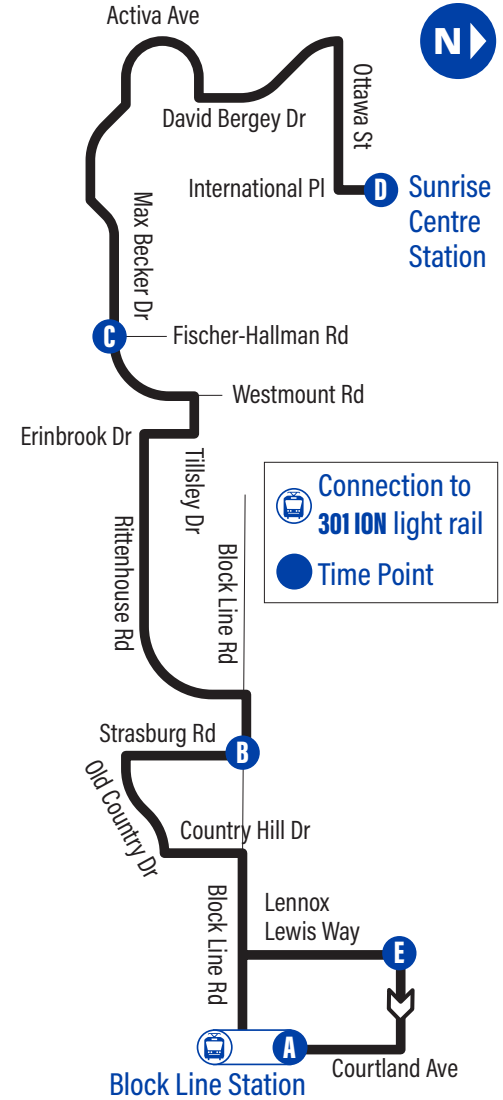 Activa Ave
N
Ottawa St
David Bergey Dr
International Pl
D
Sunrise
Centre
Station
Max Becker Dr
C
Fischer-Hallman Rd
Westmount Rd
Erinbrook Dr
Tillsley Dr
Connection to
301 ION light rail
Time Point
Rittenhouse Rd
Block Line Rd
Strasburg Rd
B
Old Country Dr
Country Hill Dr
Block Line Rd
Lennox
Lewis Way
E
A
Courtland Ave
Block Line Station